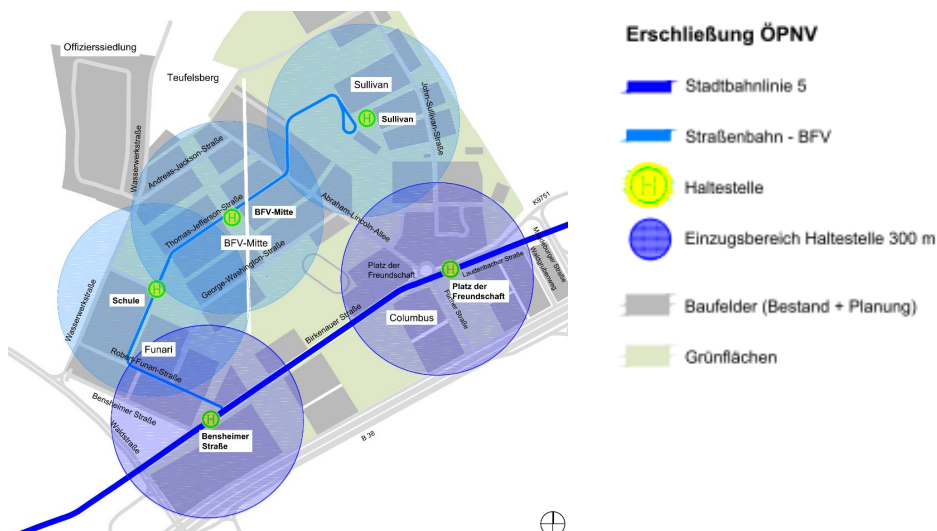 Offizierssiedlung
Teufelsberg
Wasserwerkstraße
Andreas-Jackson-Straße
Sullivan
Sullivan
John-Sullivan-Straße
Thomas-Jefferson-Straße
BFV-Mitte
BFV-Mitte
Abraham-Lincoln-Allee
George-Washington-Straße
K9751
Schule
Wasserwerkstraße
Platz der
Freundschaft
Platz der
Freundschaft
Laudenbacher Straße
Waldgrubenweg
Birkenauer Straße
Fürther Straße
Columbus
Funari
Robert-Funari-Straße
Bensheimer Straße
Waldstraße
Bensheimer
Straße
B 38
H
H
H
H
H
Erschließung ÖPNV
Stadtbahnlinie 5
Straßenbahn - BFV
H
Haltestelle
Einzugsbereich Haltestelle 300 m
Baufelder (Bestand + Planung)
Grünflächen